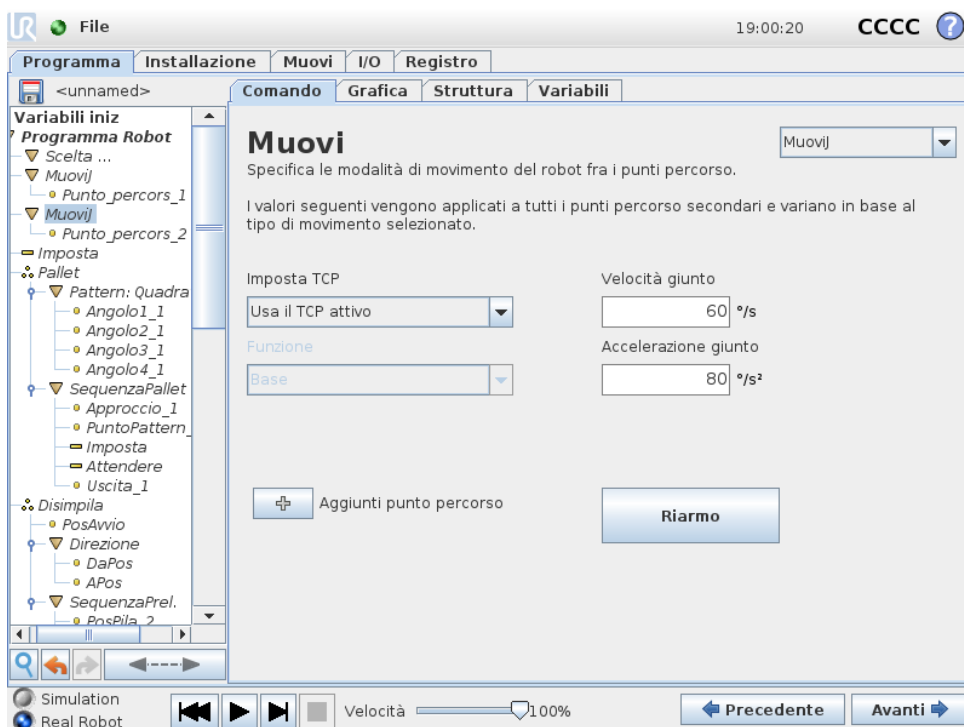 UR File 19:00:20 CCCC ?
Programma Installazione Muovi I/O Registro
<unnamed> Comando Grafica Struttura Variabili
Variabili iniz
Programma Robot
Scelta ...
MuoviJ
Punto_percors_1
MuoviJ
Punto_percors_2
Imposta
Pallet
Pattern: Quadra
Angolo1_1
Angolo2_1
Angolo3_1
Angolo4_1
SequenzaPallet
Approccio_1
PuntoPattern_
Imposta
Attendere
Uscita_1
Disimpila
PosAvvio
Direzione
DaPos
APos
SequenzaPrel.
PosPila_2
Muovi
MuoviJ
Specifica le modalità di movimento del robot fra i punti percorso.
I valori seguenti vengono applicati a tutti i punti percorso secondari e variano in base al
tipo di movimento selezionato.
Imposta TCP Velocità giunto
Usa il TCP attivo 60 °/s
Funzione Accelerazione giunto
Base 80 °/s²
Aggiunti punto percorso Riarmo
Simulation
Real Robot
Velocità 100% Precedente Avanti